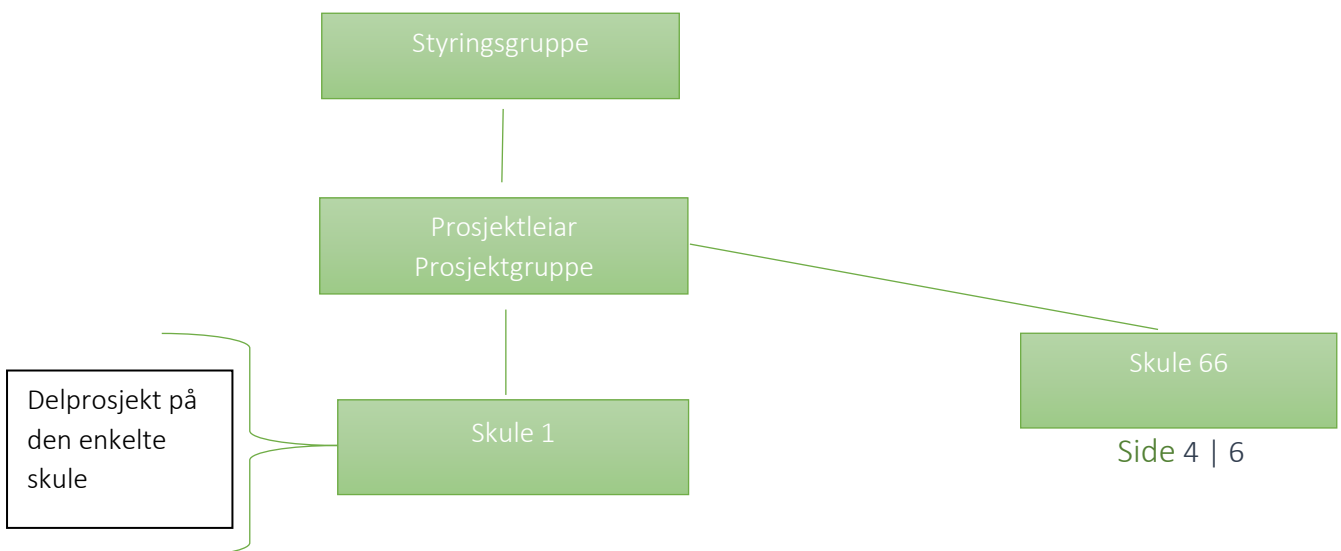 Styringsgruppe
Prosjektleiar
Prosjektgruppe
Skule 66
Delprosjekt på
den enkelte
skule
Skule 1
Side 4 | 6